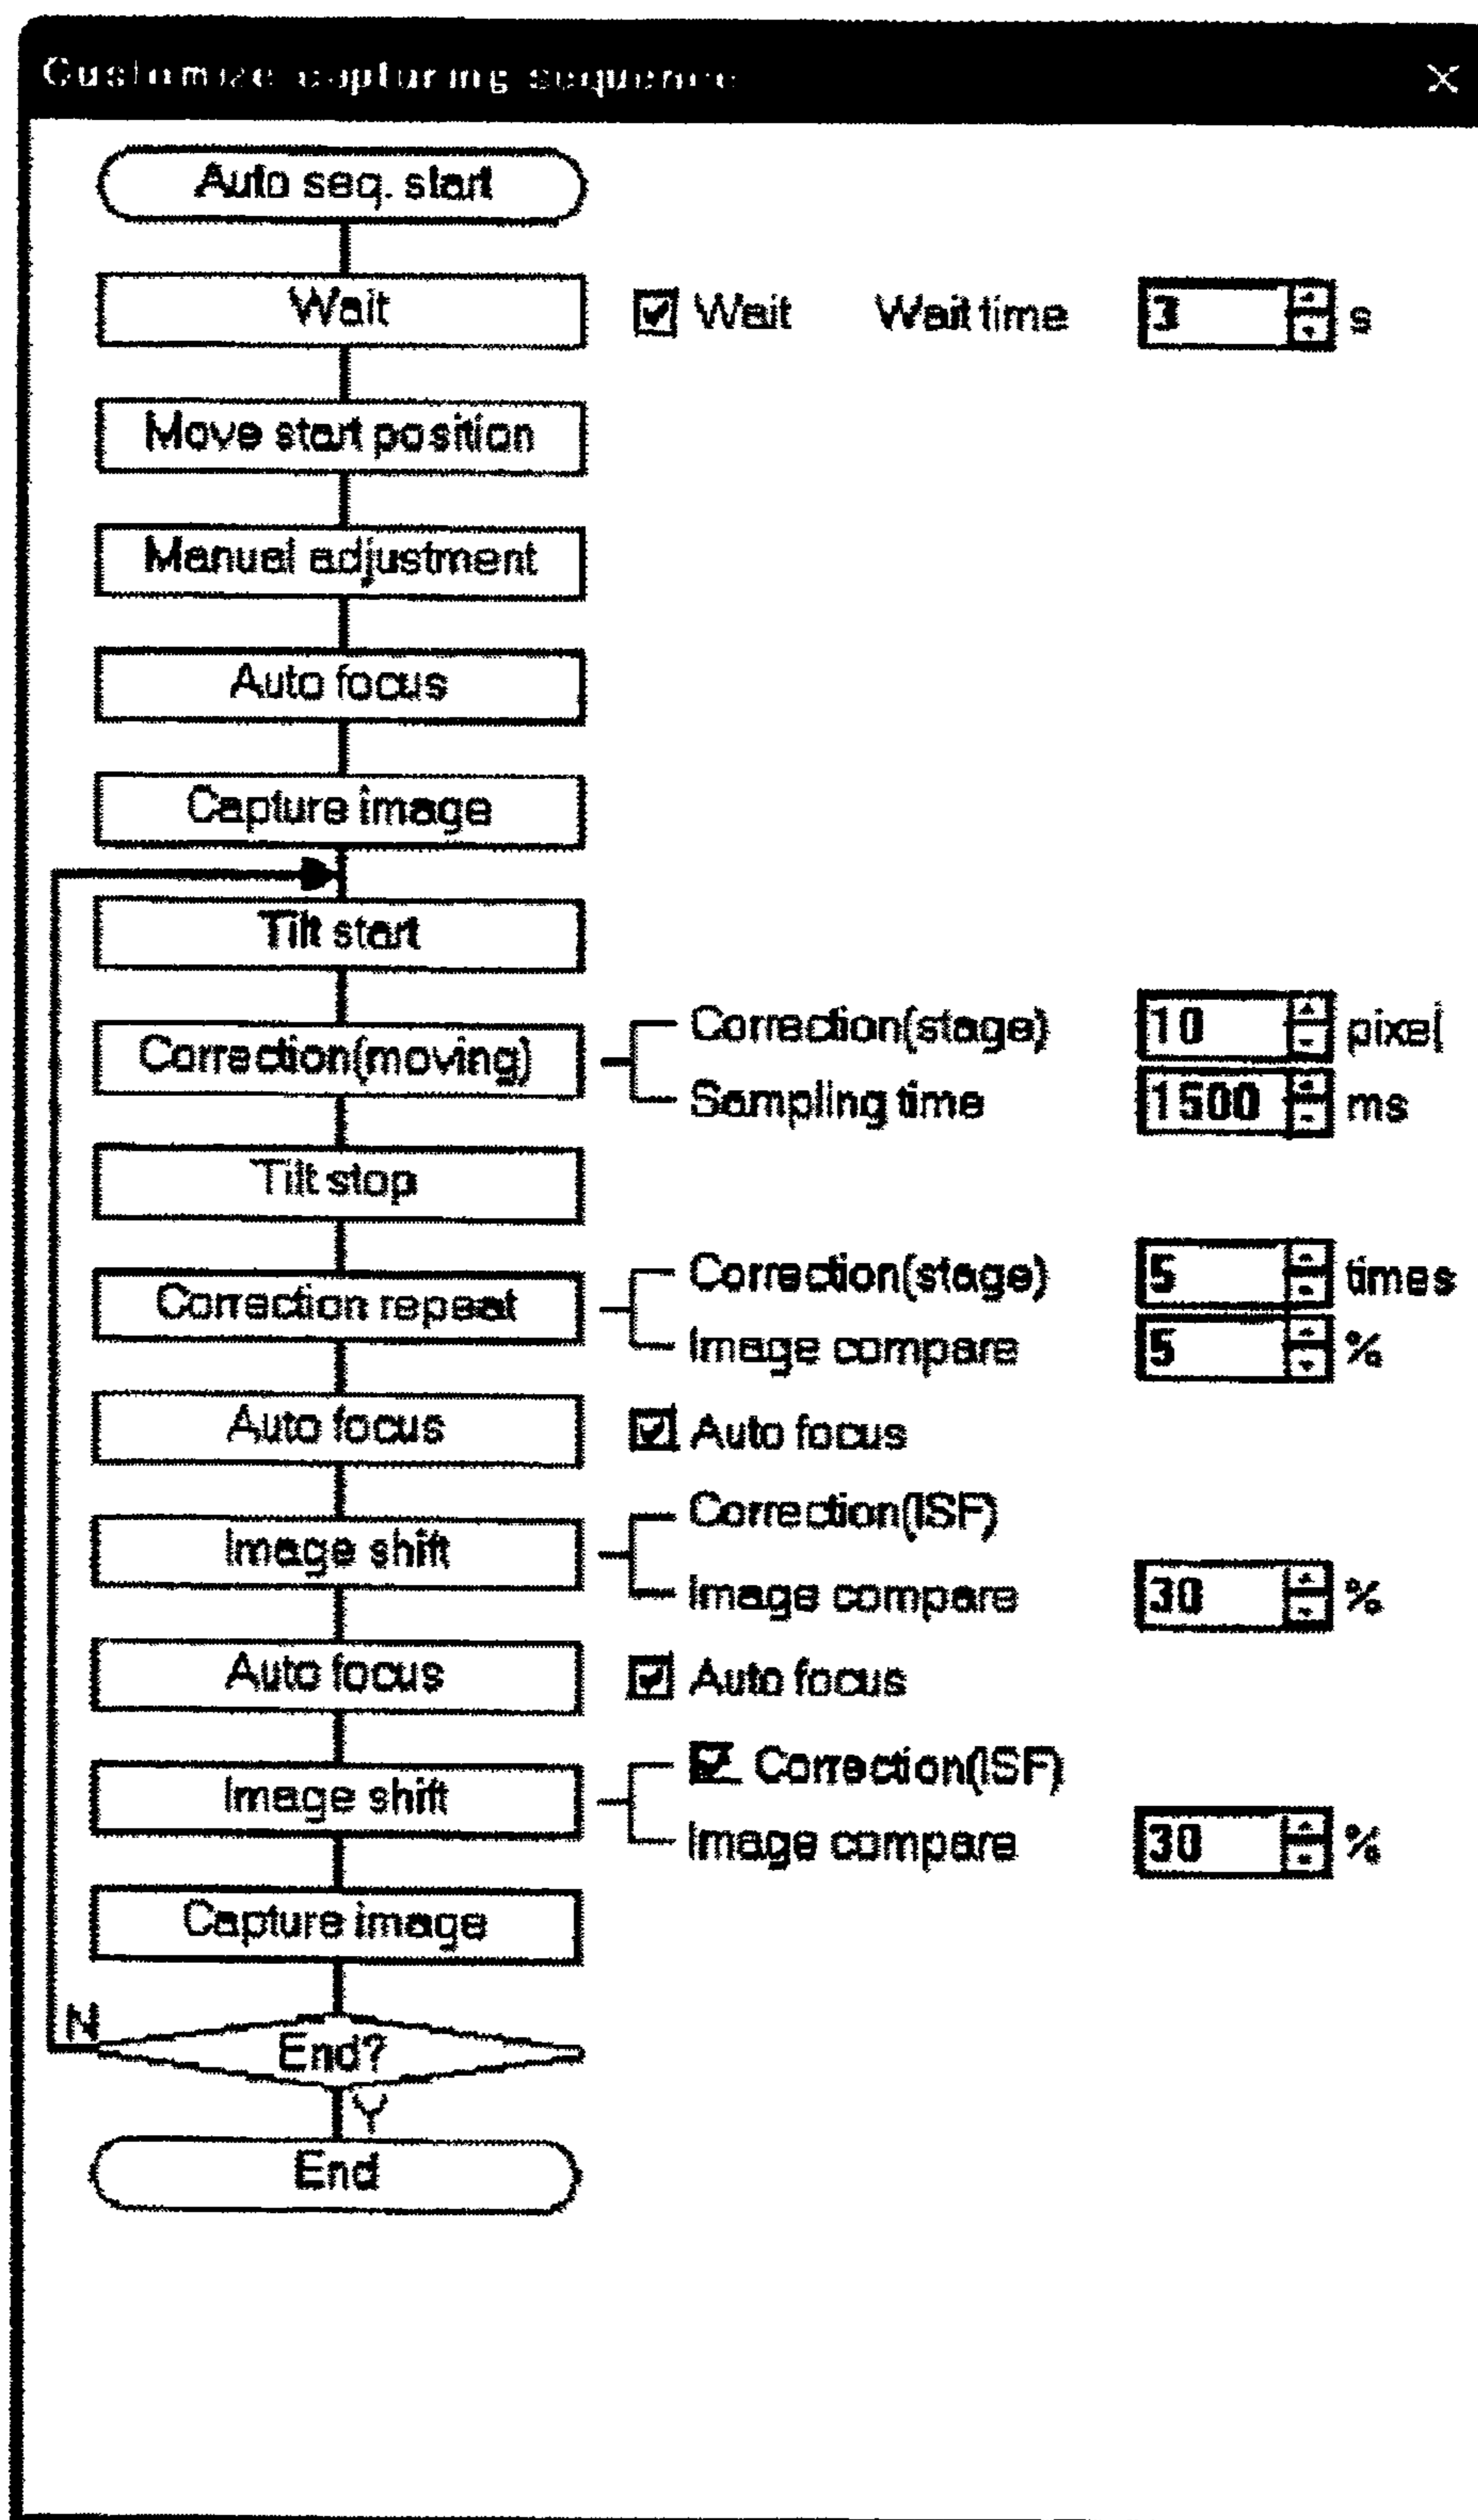 Customize capturing sequence
Auto seq. start
Wait Wait Wait time 3 s
Move start position
Manual adjustment
Auto focus
Capture image
Tilt start
Correction(moving) Correction(stage) 10 pixel
Sampling time 1500 ms
Tilt stop
Correction repeat Correction(stage) 5 times
Image compare 5 %
Auto focus Auto focus
Image shift Correction(ISF)
Image compare 30 %
Auto focus Auto focus
Image shift Correction(ISF)
Image compare 30 %
Capture image
N
End?
Y
End